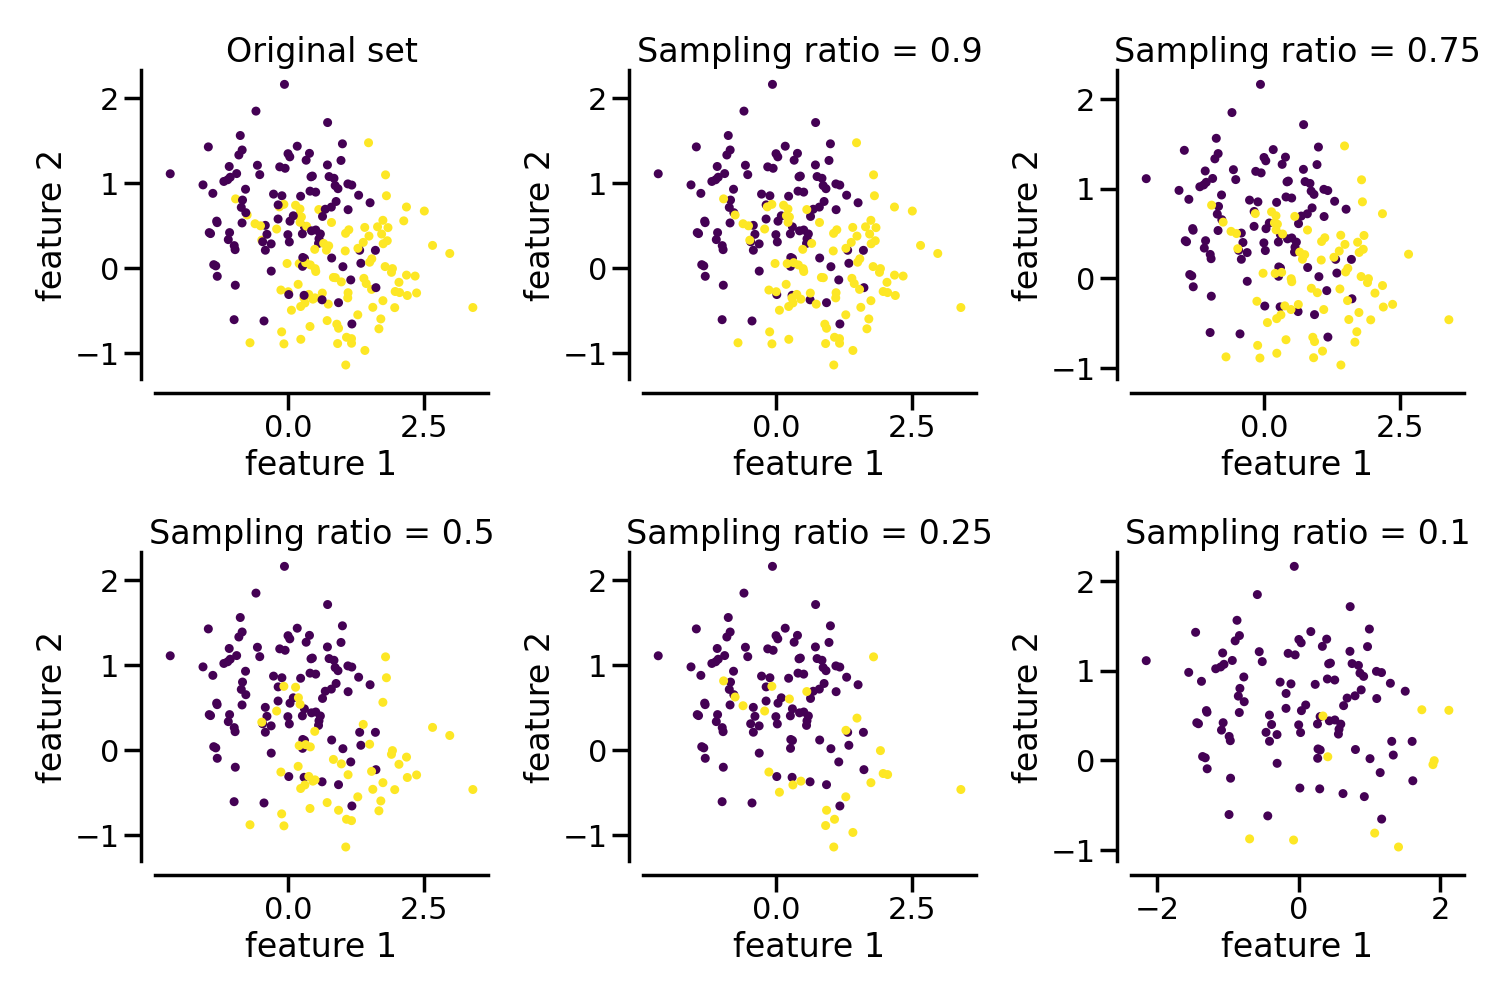 Original set
Sampling ratio = 0.9
Sampling ratio = 0.75
feature 2
2
1
0
−1
0.0
2.5
feature 1
feature 2
2
1
0
−1
0.0
2.5
feature 1
feature 2
2
1
0
−1
0.0
2.5
feature 1
Sampling ratio = 0.5
Sampling ratio = 0.25
Sampling ratio = 0.1
feature 2
2
1
0
−1
0.0
2.5
feature 1
feature 2
2
1
0
−1
0.0
2.5
feature 1
feature 2
2
1
0
−1
−2
0
2
feature 1